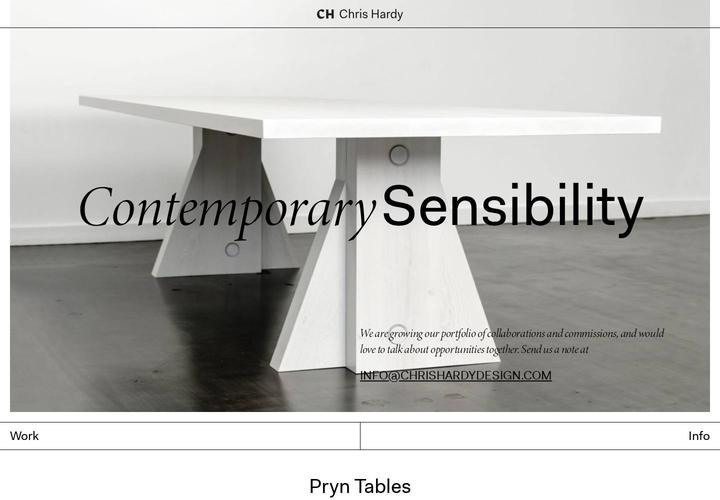 CH Chris Hardy
Contemporary Sensibility
We are growing our portfolio of collaborations and commissions, and would
love to talk about opportunities together. Send us a note at
INFO@CHRISHARDYDESIGN.COM
Work
Info
Pryn Tables